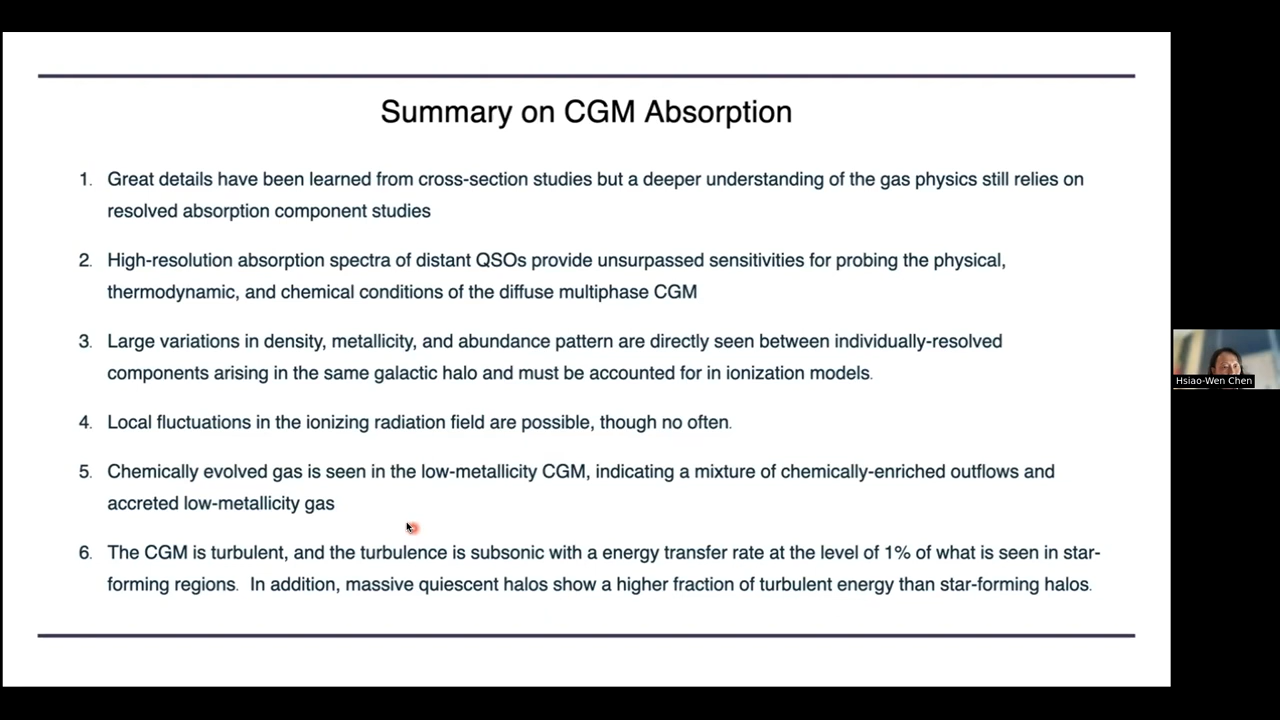 Summary on CGM Absorption
1. Great details have been learned from cross-section studies but a deeper understanding of the gas physics still relies on
resolved absorption component studies
2. High-resolution absorption spectra of distant QSOs provide unsurpassed sensitivities for probing the physical,
thermodynamic, and chemical conditions of the diffuse multiphase CGM
3. Large variations in density, metallicity, and abundance pattern are directly seen between individually-resolved
components arising in the same galactic halo and must be accounted for in ionization models.
4. Local fluctuations in the ionizing radiation field are possible, though no often.
5. Chemically evolved gas is seen in the low-metallicity CGM, indicating a mixture of chemically-enriched outflows and
accreted low-metallicity gas
6. The CGM is turbulent, and the turbulence is subsonic with a energy transfer rate at the level of 1% of what is seen in star-
forming regions. In addition, massive quiescent halos show a higher fraction of turbulent energy than star-forming halos.
Hsiao-Wen Chen